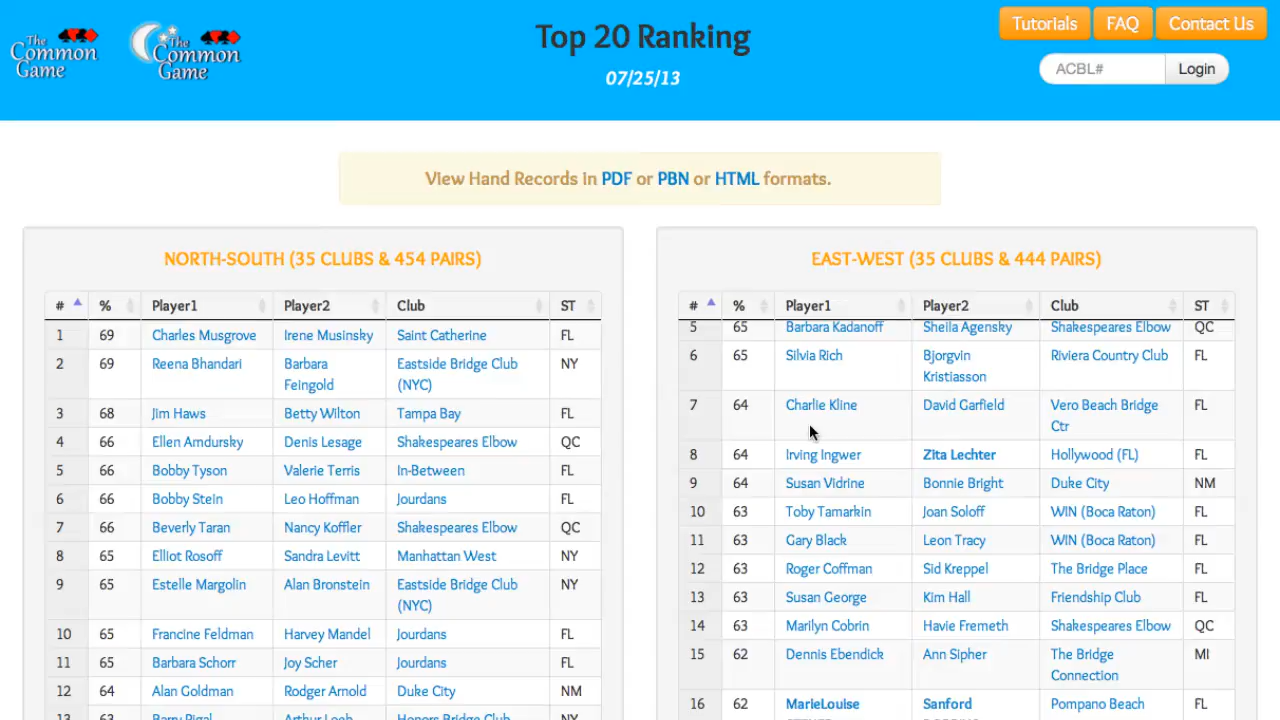 The Common Game
The Common Game
Top 20 Ranking
07/25/13
Tutorials FAQ Contact Us
ACBL# Login
View Hand Records in PDF or PBN or HTML formats.
NORTH-SOUTH (35 CLUBS & 454 PAIRS)
# % Player1 Player2 Club ST
1 69 Charles Musgrove Irene Musinsky Saint Catherine FL
2 69 Reena Bhandari Barbara Feingold Eastside Bridge Club (NYC) NY
3 68 Jim Haws Betty Wilton Tampa Bay FL
4 66 Ellen Amdursky Denis Lesage Shakespeares Elbow QC
5 66 Bobby Tyson Valerie Terris In-Between FL
6 66 Bobby Stein Leo Hoffman Jourdans FL
7 66 Beverly Taran Nancy Koffler Shakespeares Elbow QC
8 65 Elliot Rosoff Sandra Levitt Manhattan West NY
9 65 Estelle Margolin Alan Bronstein Eastside Bridge Club (NYC) NY
10 65 Francine Feldman Harvey Mandel Jourdans FL
11 65 Barbara Schorr Joy Scher Jourdans FL
12 64 Alan Goldman Rodger Arnold Duke City NM
EAST-WEST (35 CLUBS & 444 PAIRS)
# % Player1 Player2 Club ST
5 65 Barbara Kadanoff Sheila Agensky Shakespeares Elbow QC
6 65 Silvia Rich Bjorgvin Kristiasson Riviera Country Club FL
7 64 Charlie Kline David Garfield Vero Beach Bridge Ctr FL
8 64 Irving Ingwer Zita Lechter Hollywood (FL) FL
9 64 Susan Vidrine Bonnie Bright Duke City NM
10 63 Toby Tamarkin Joan Soloff WIN (Boca Raton) FL
11 63 Gary Black Leon Tracy WIN (Boca Raton) FL
12 63 Roger Coffman Sid Kreppel The Bridge Place FL
13 63 Susan George Kim Hall Friendship Club FL
14 63 Marilyn Cobrin Havie Fremeth Shakespeares Elbow QC
15 62 Dennis Ebendick Ann Sipher The Bridge Connection MI
16 62 MarieLouise Sanford Pompano Beach FL